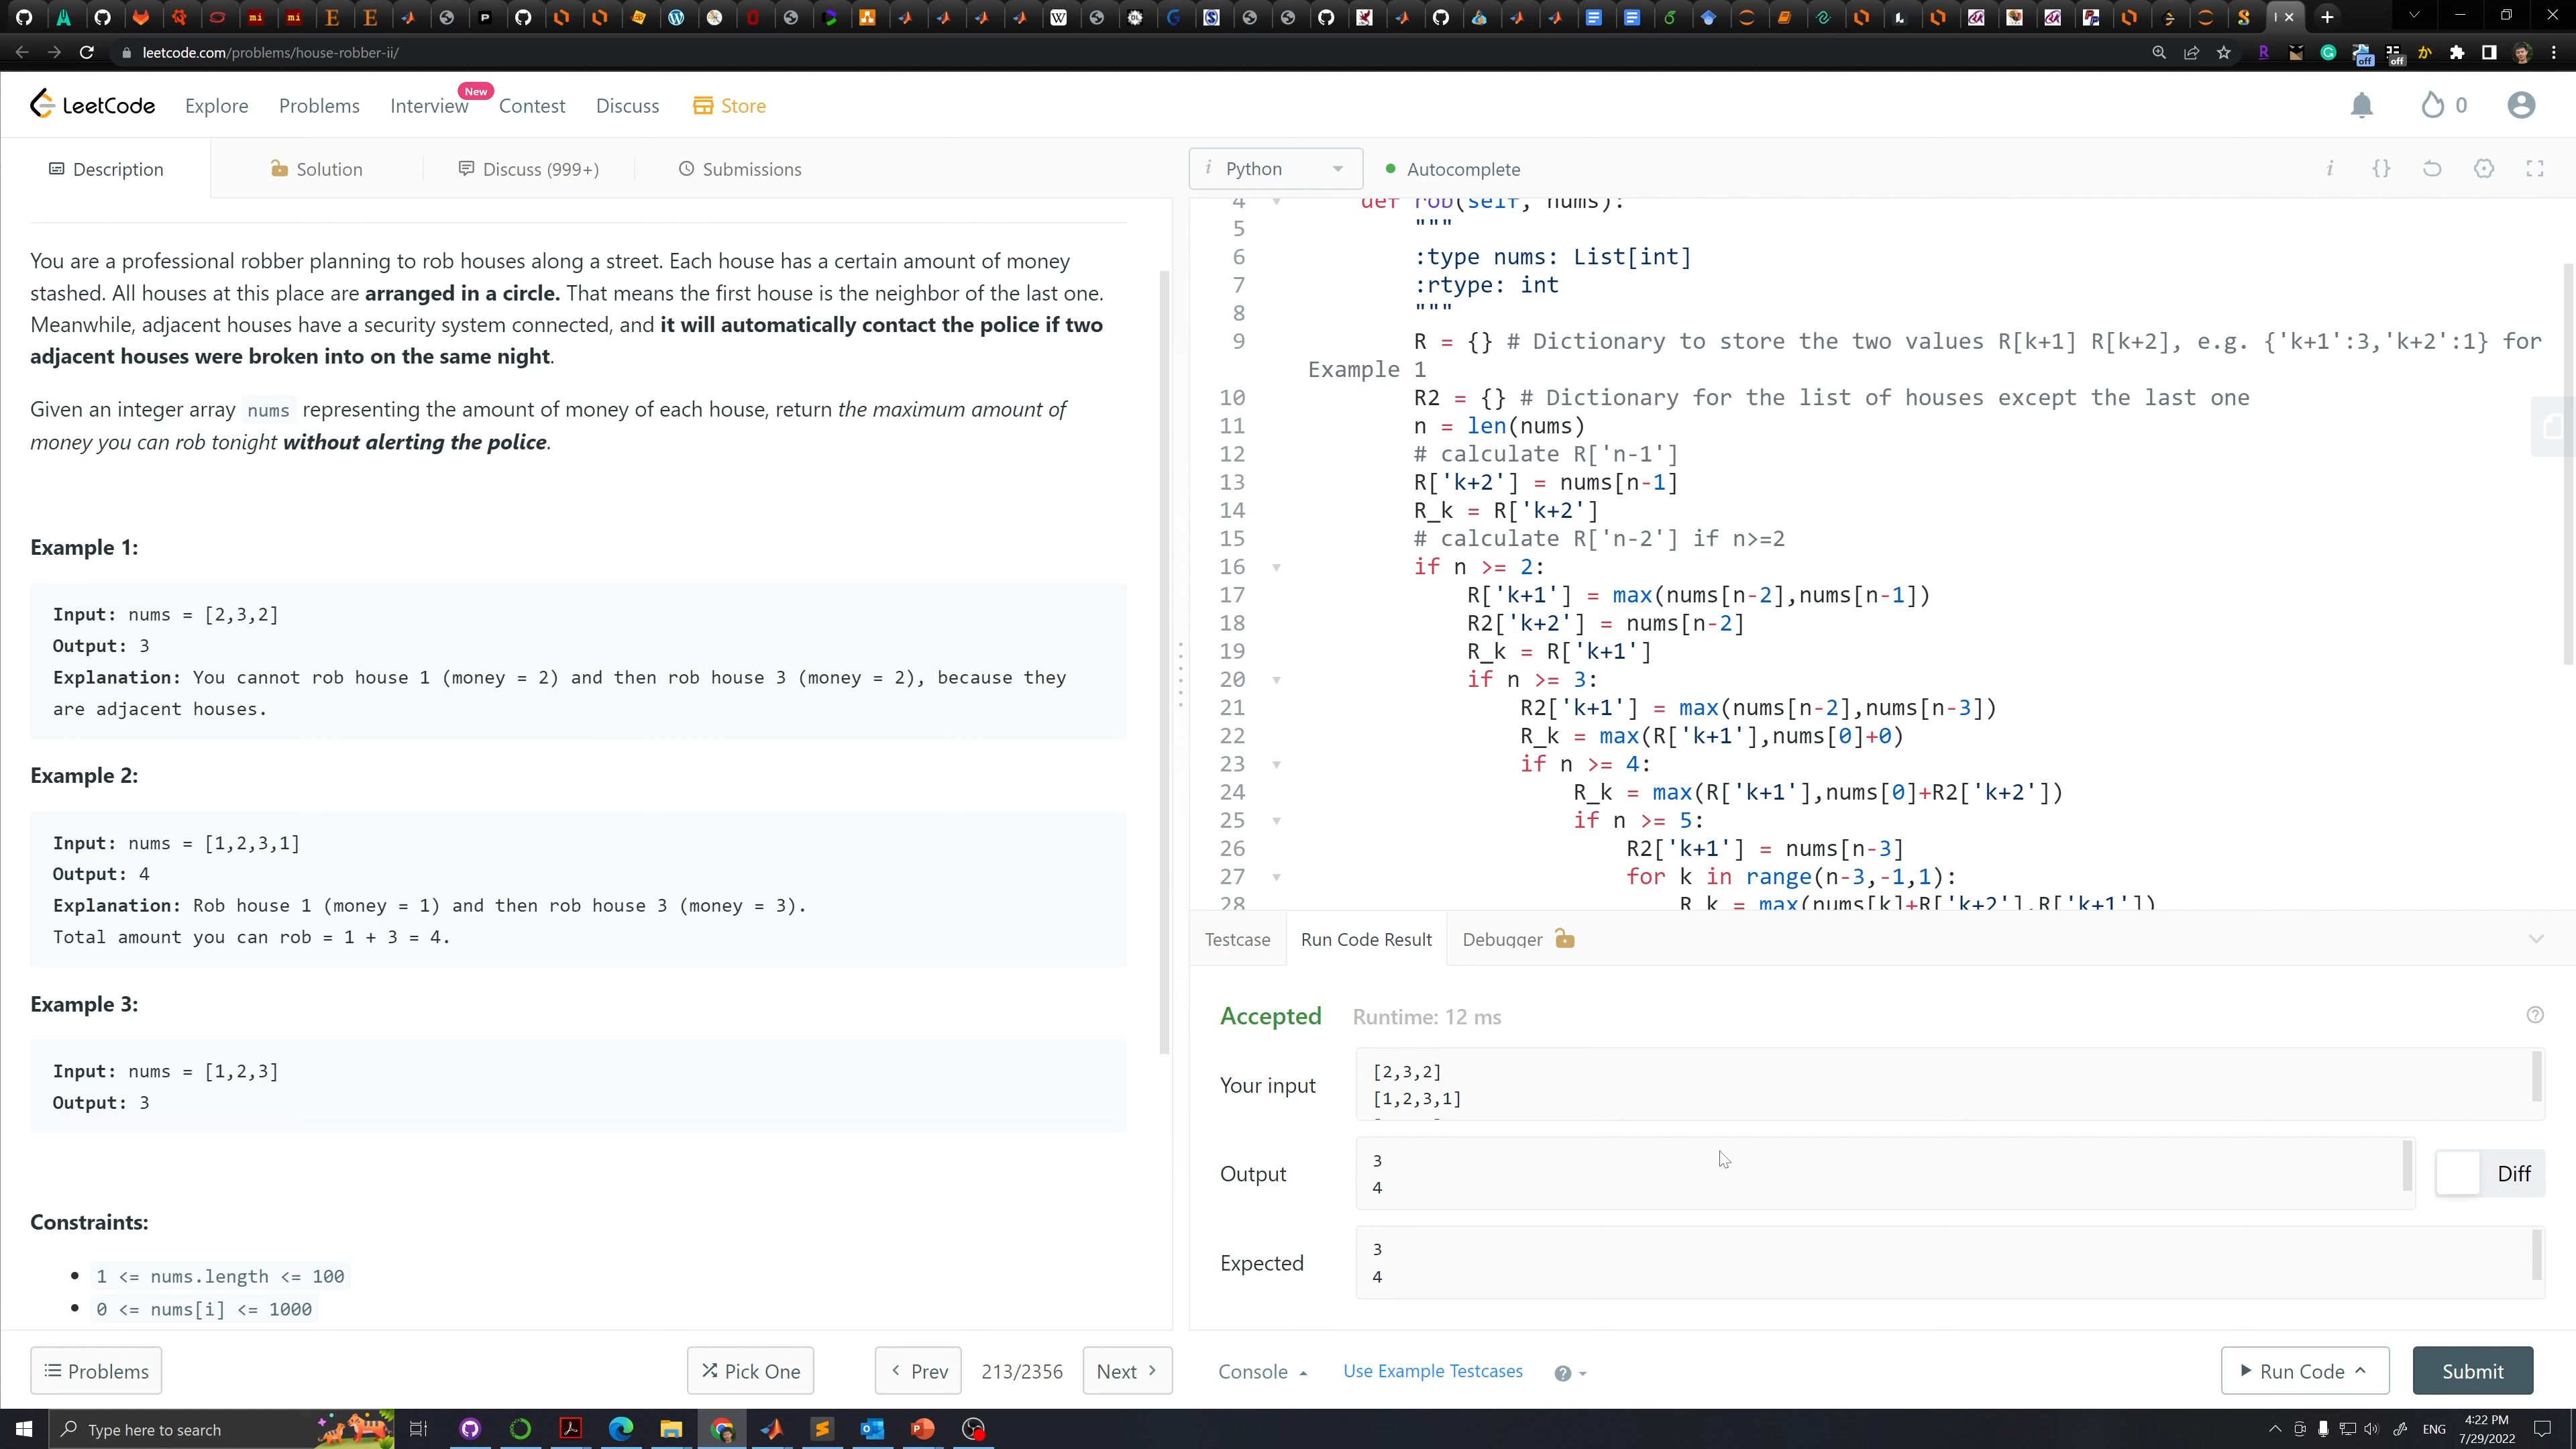 leetcode.com/problems/house-robber-ii/
off
off
LeetCode
Explore
Problems
Interview
New
Contest
Discuss
Store
0
Description
Solution
Discuss (999+)
Submissions
i Python
Autocomplete
You are a professional robber planning to rob houses along a street. Each house has a certain amount of money
stashed. All houses at this place are arranged in a circle. That means the first house is the neighbor of the last one.
Meanwhile, adjacent houses have a security system connected, and it will automatically contact the police if two
adjacent houses were broken into on the same night.
Given an integer array nums representing the amount of money of each house, return the maximum amount of
money you can rob tonight without alerting the police.
Example 1:
Input: nums = [2,3,2]
Output: 3
Explanation: You cannot rob house 1 (money = 2) and then rob house 3 (money = 2), because they
are adjacent houses.
Example 2:
Input: nums = [1,2,3,1]
Output: 4
Explanation: Rob house 1 (money = 1) and then rob house 3 (money = 3).
Total amount you can rob = 1 + 3 = 4.
Example 3:
Input: nums = [1,2,3]
Output: 3
Constraints:
1 <= nums.length <= 100
0 <= nums[i] <= 1000
4 def rob(self, nums):
5 """
6 :type nums: List[int]
7 :rtype: int
8 """
9 R = {} # Dictionary to store the two values R[k+1] R[k+2], e.g. {'k+1':3,'k+2':1} for
Example 1
10 R2 = {} # Dictionary for the list of houses except the last one
11 n = len(nums)
12 # calculate R['n-1']
13 R['k+2'] = nums[n-1]
14 R_k = R['k+2']
15 # calculate R['n-2'] if n>=2
16 if n >= 2:
17 R['k+1'] = max(nums[n-2],nums[n-1])
18 R2['k+2'] = nums[n-2]
19 R_k = R['k+1']
20 if n >= 3:
21 R2['k+1'] = max(nums[n-2],nums[n-3])
22 R_k = max(R['k+1'],nums[0]+0)
23 if n >= 4:
24 R_k = max(R['k+1'],nums[0]+R2['k+2'])
25 if n >= 5:
26 R2['k+1'] = nums[n-3]
27 for k in range(n-3,-1,1):
28 R_k = max(nums[k]+R['k+2'],R['k+1'])
Testcase
Run Code Result
Debugger
Accepted
Runtime: 12 ms
Your input
[2,3,2]
[1,2,3,1]
Output
3
4
Diff
Expected
3
4
Problems
Pick One
Prev
213/2356
Next
Console
Use Example Testcases
Run Code
Submit
Type here to search
ENG
4:22 PM
7/29/2022